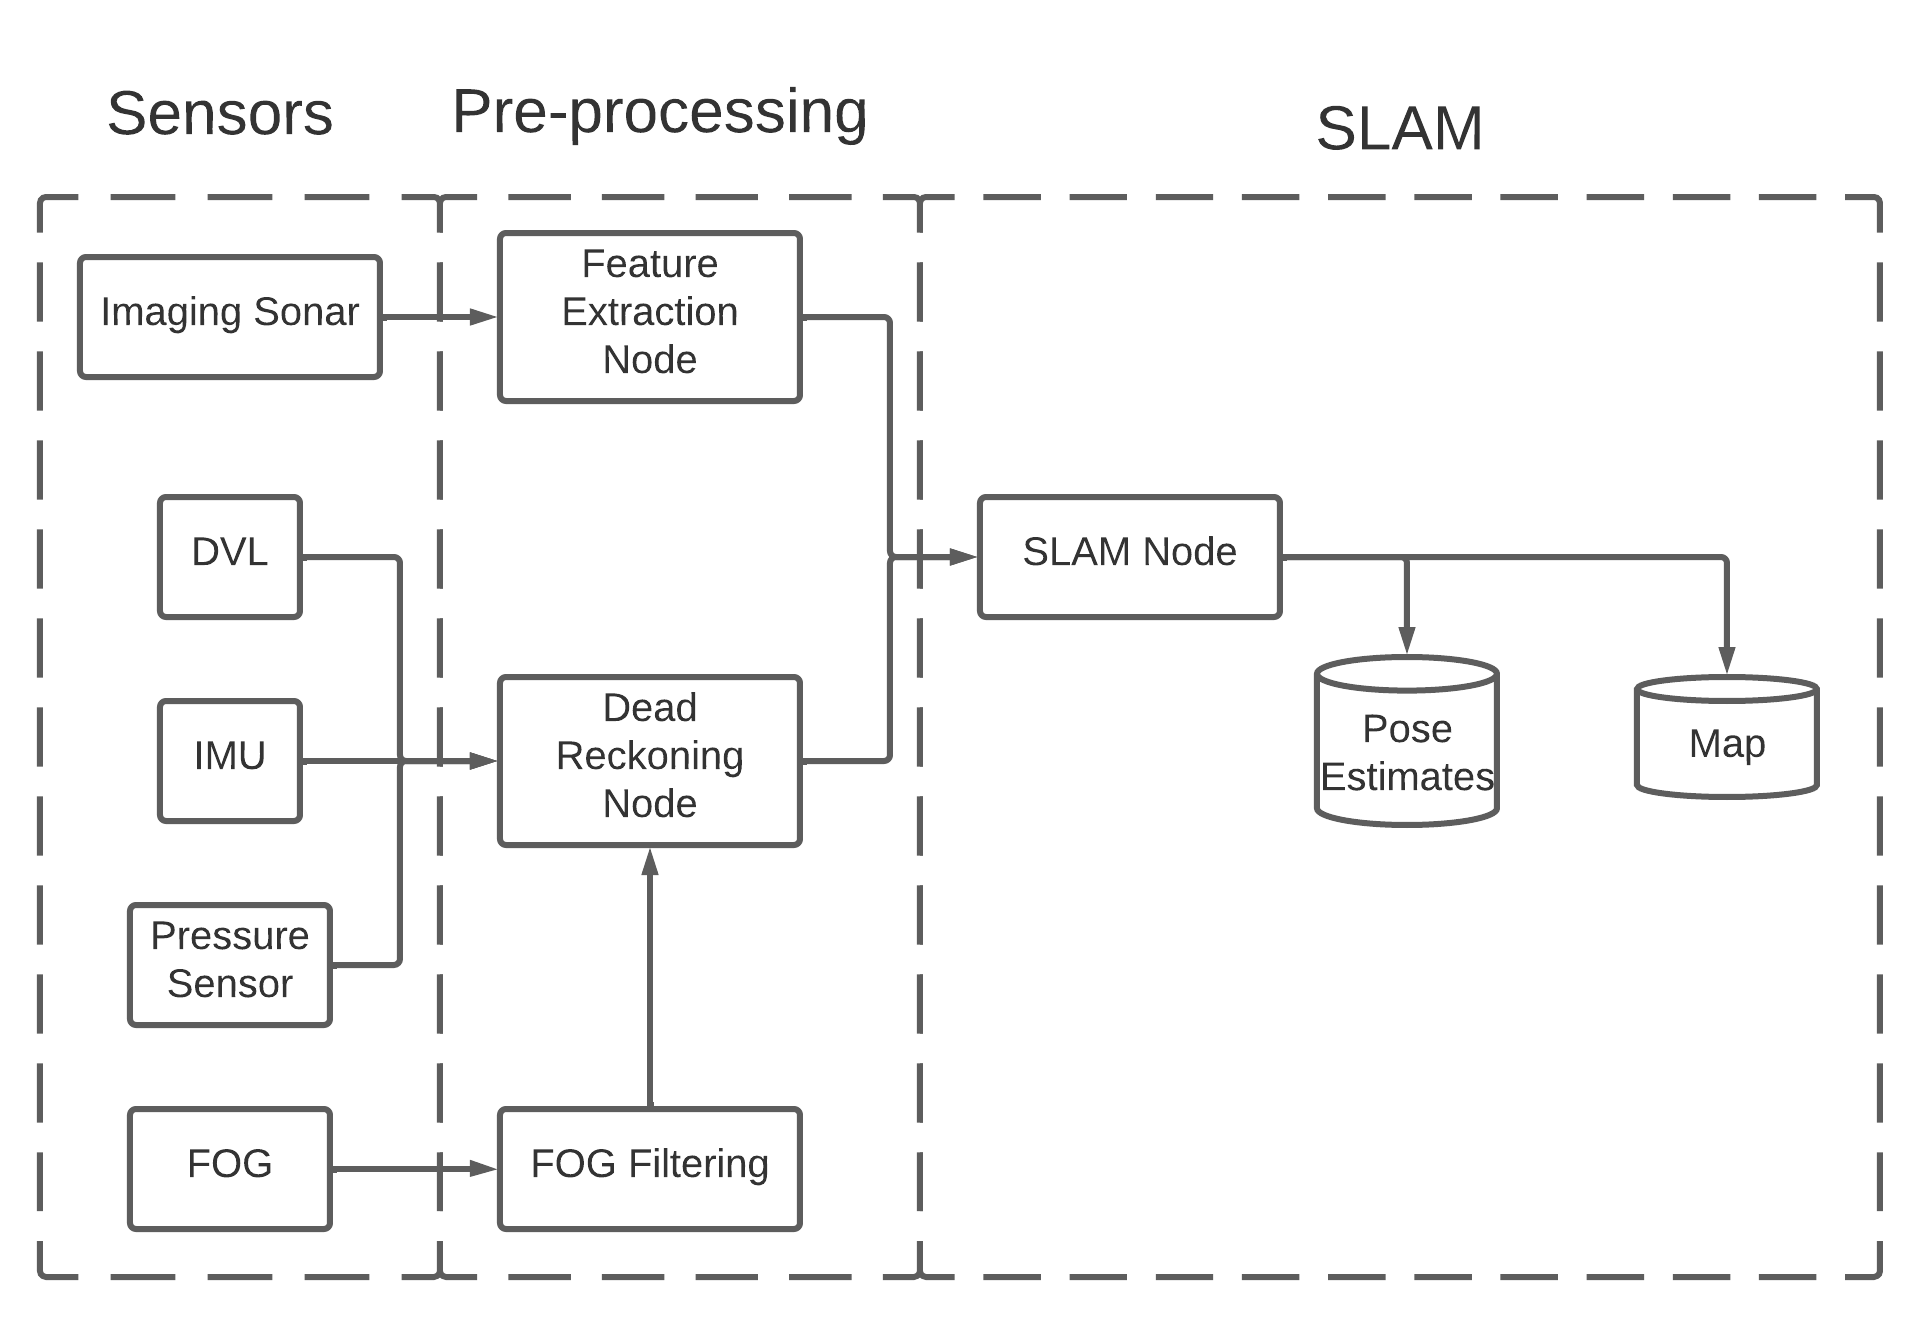 Sensors
Pre-processing
SLAM
Imaging Sonar
Feature
Extraction
Node
DVL
SLAM Node
IMU
Dead
Reckoning
Node
Pose
Estimates
Map
Pressure
Sensor
FOG
FOG Filtering